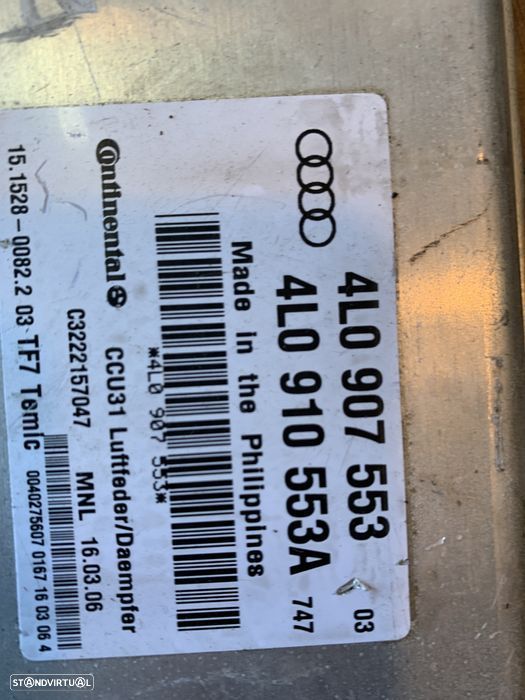 4L0 907 553 03
4L0 910 553A 747
Made in the Philippines
*4L0 907 553*
Continental
CCU31 Luftfeder/Daempfer
C3222157047 MNL 16.03.06
15.1528-0082.2 03 TF7 Temic 0040275607 0167 16 03 06 4
STANDVIRTUAL